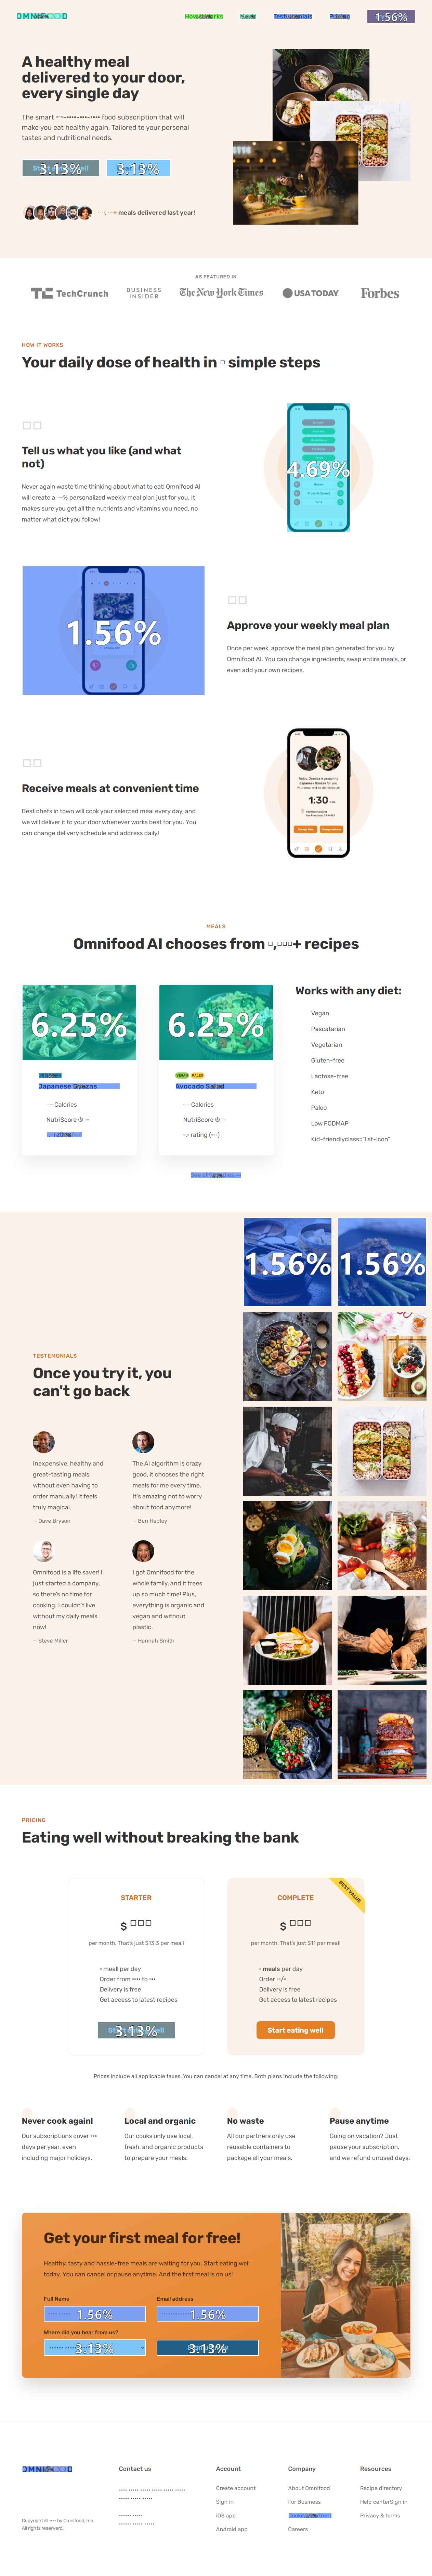 OMNIFOOD
How it works
Meals
Testimonials
Pricing
1.56%
A healthy meal
delivered to your door,
every single day
The smart food subscription that will
make you eat healthy again. Tailored to your personal
tastes and nutritional needs.
3.13%
3.13%
meals delivered last year!
AS FEATURED IN
TechCrunch
BUSINESS
INSIDER
The New York Times
USA TODAY
Forbes
HOW IT WORKS
Your daily dose of health in simple steps
Tell us what you like (and what
not)
Never again waste time thinking about what to eat! Omnifood AI
will create a % personalized weekly meal plan just for you. It
makes sure you get all the nutrients and vitamins you need, no
matter what diet you follow!
4.69%
1.56%
Approve your weekly meal plan
Once per week, approve the meal plan generated for you by
Omnifood AI. You can change ingredients, swap entire meals, or
even add your own recipes.
Receive meals at convenient time
Best chefs in town will cook your selected meal every day, and
we will deliver it to your door whenever works best for you. You
can change delivery schedule and address daily!
1:30
MEALS
Omnifood AI chooses from , + recipes
6.25%
Japanese Gyozas
Calories
NutriScore ®
6.25%
VEGAN
PALEO
Avocado Salad
Calories
NutriScore ®
rating ( )
Works with any diet:
Vegan
Pescatarian
Vegetarian
Gluten-free
Lactose-free
Keto
Paleo
Low FODMAP
Kid-friendlyclass="list-icon"
1.56%
1.56%
TESTEMONIALS
Once you try it, you
can't go back
Inexpensive, healthy and
great-tasting meals,
without even having to
order manually! It feels
truly magical.
— Dave Bryson
The AI algorithm is crazy
good, it chooses the right
meals for me every time.
It's amazing not to worry
about food anymore!
— Ben Hadley
Omnifood is a life saver! I
just started a company,
so there's no time for
cooking. I couldn't live
without my daily meals
now!
— Steve Miller
I got Omnifood for the
whole family, and it frees
up so much time! Plus,
everything is organic and
vegan and without
plastic.
— Hannah Smith
PRICING
Eating well without breaking the bank
STARTER
$
per month. That's just $13.3 per meal!
meall per day
Order from to
Delivery is free
Get access to latest recipes
3.13%
BEST VALUE
COMPLETE
$
per month. That's just $11 per meal!
meals per day
Order /
Delivery is free
Get access to latest recipes
Start eating well
Prices include all applicable taxes. You can cancel at any time. Both plans include the following:
Never cook again!
Our subscriptions cover
days per year, even
including major holidays.
Local and organic
Our cooks only use local,
fresh, and organic products
to prepare your meals.
No waste
All our partners only use
reusable containers to
package all your meals.
Pause anytime
Going on vacation? Just
pause your subscription,
and we refund unused days.
Get your first meal for free!
Healthy, tasty and hassle-free meals are waiting for you. Start eating well
today. You can cancel or pause anytime. And the first meal is on us!
Full Name
Email address
1.56%
1.56%
Where did you hear from us?
3.13%
3.13%
OMNIFOOD
Copyright © by Omnifood, Inc.
All rights reserverd.
Contact us
Account
Create account
Sign in
iOS app
Android app
Company
About Omnifood
For Business
Careers
Resources
Recipe directory
Help centerSign in
Privacy & terms